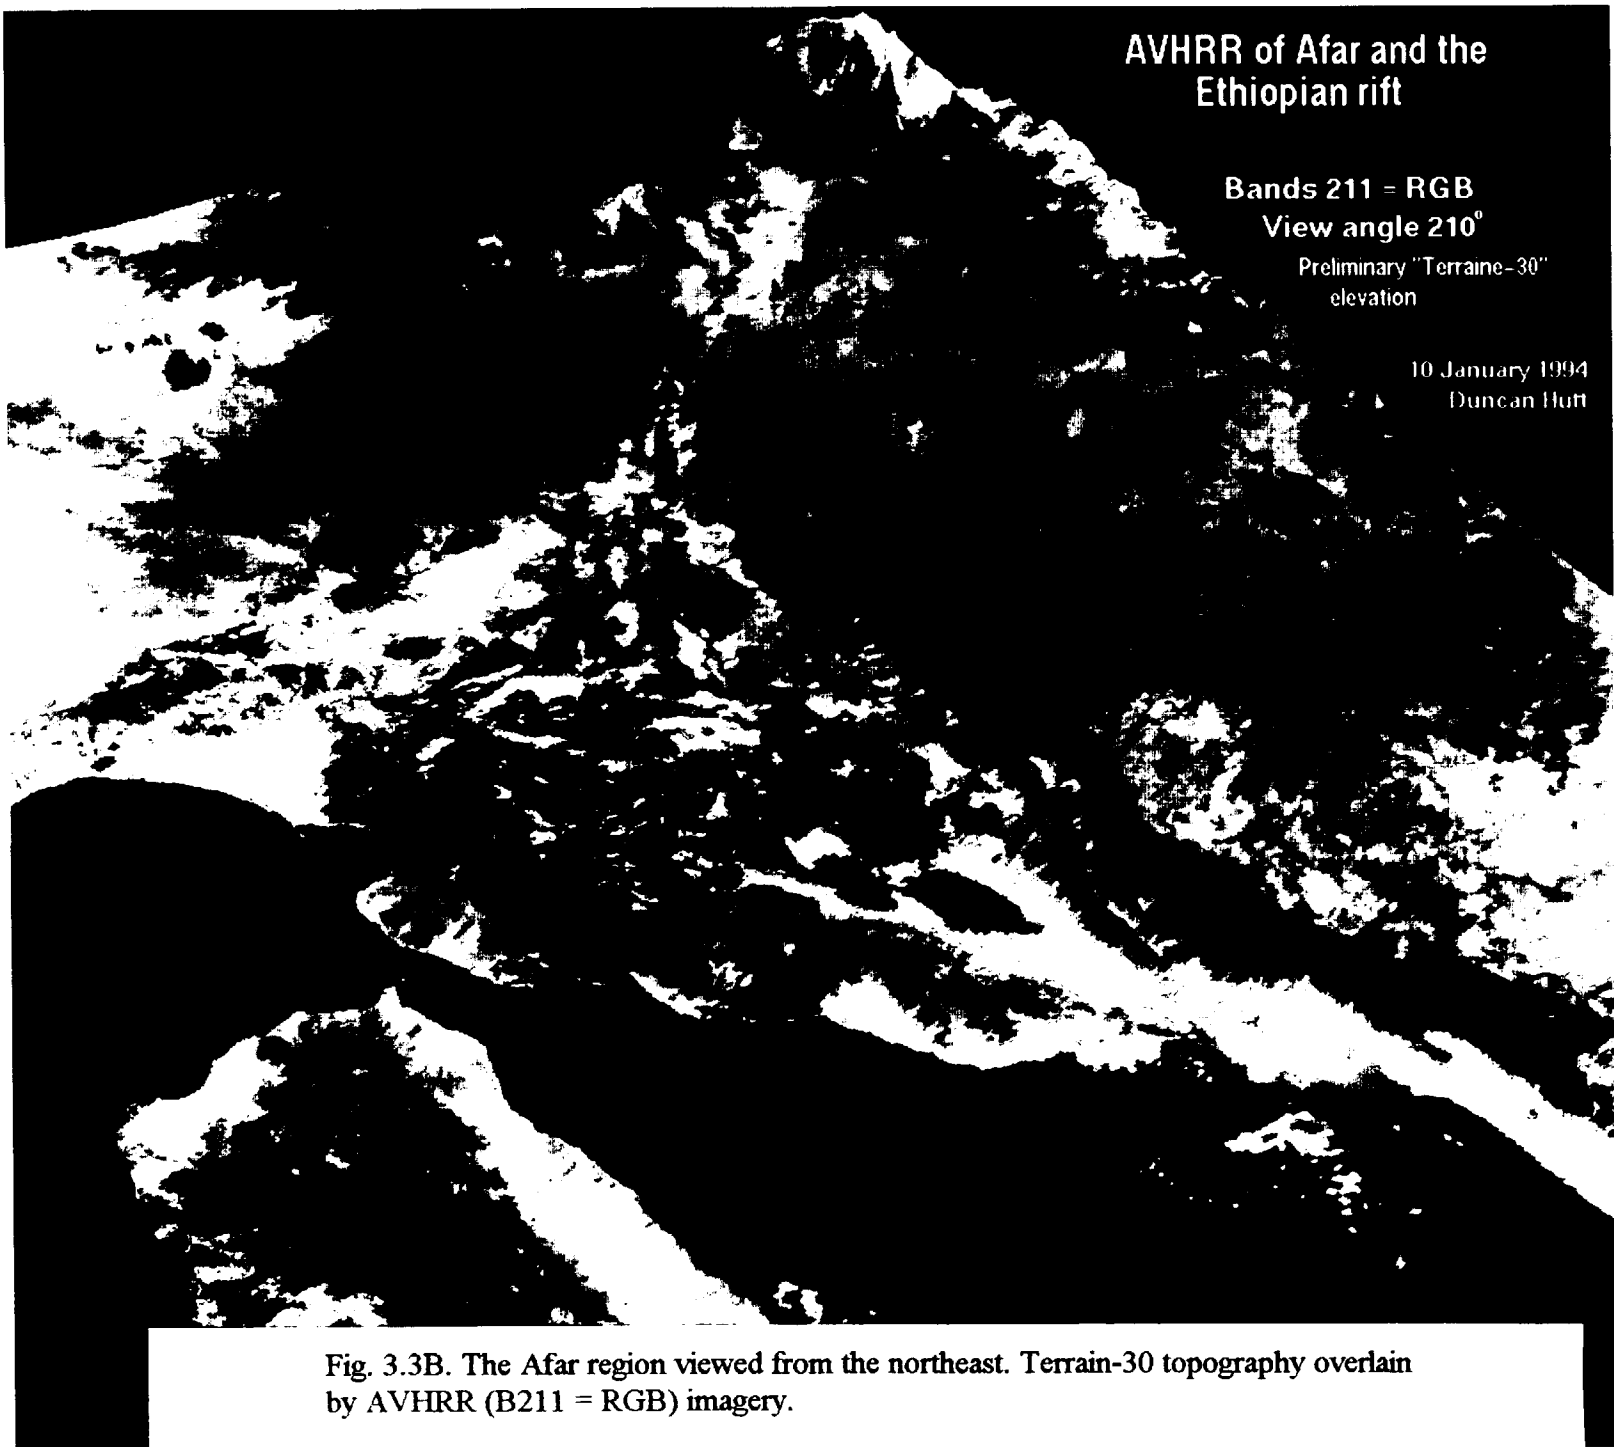 AVHRR of Afar and the
Ethiopian rift
Bands 211 = RGB
View angle 210°
Preliminary "Terraine-30"
elevation
10 January 1994
Duncan Hutt
Fig. 3.3B. The Afar region viewed from the northeast. Terrain-30 topography overlain
by AVHRR (B211 = RGB) imagery.